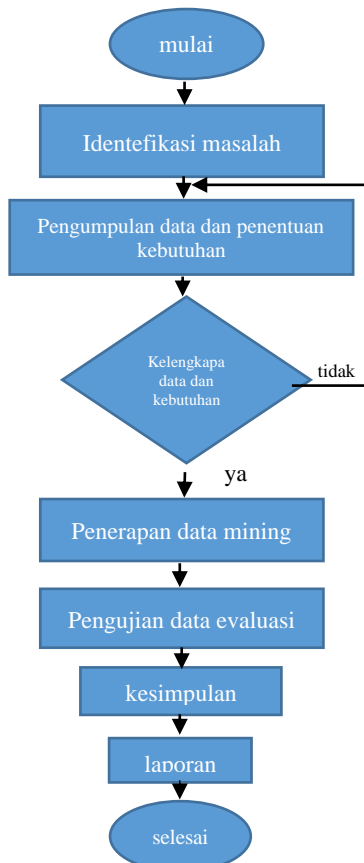 mulai
Identefikasi masalah
Pengumpulan data dan penentuan
kebutuhan
Kelengkapa
data dan
kebutuhan
tidak
ya
Penerapan data mining
Pengujian data evaluasi
kesimpulan
laporan
selesai